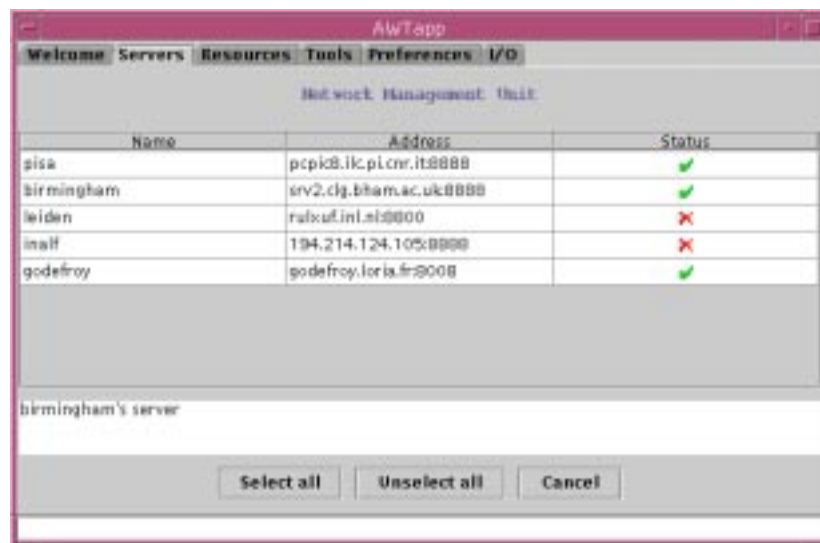 AWTapp
Welcome Servers Resources Tools Preferences I/O
Network Management Unit
Name Address Status
pisa pcpic8.ilc.pi.cnr.it:8888
birmingham srv2.clg.bham.ac.uk:8888
leiden rulxuf.inl.nl:8800
inalf 194.214.124.105:8888
godefroy godefroy.loria.fr:8008
birmingham's server
Select all Unselect all Cancel